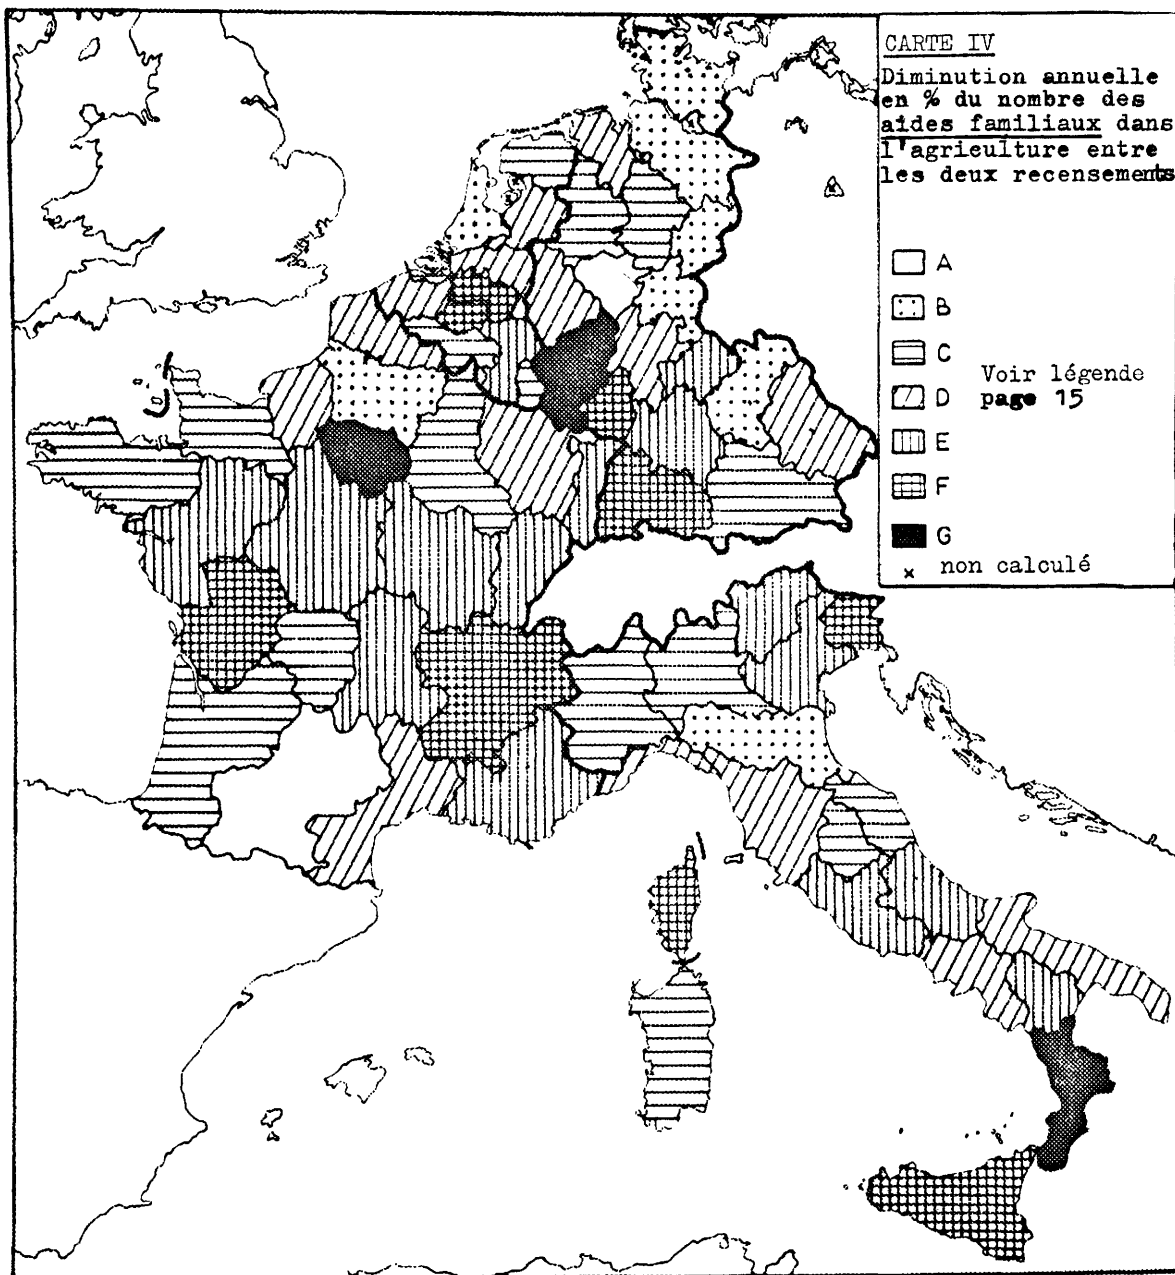 CARTE IV
Diminution annuelle
en % du nombre des
aides familiaux dans
l'agriculture entre
les deux recensements
A
B
C
D
E
F
G
Voir légende
page 15
x non calculé